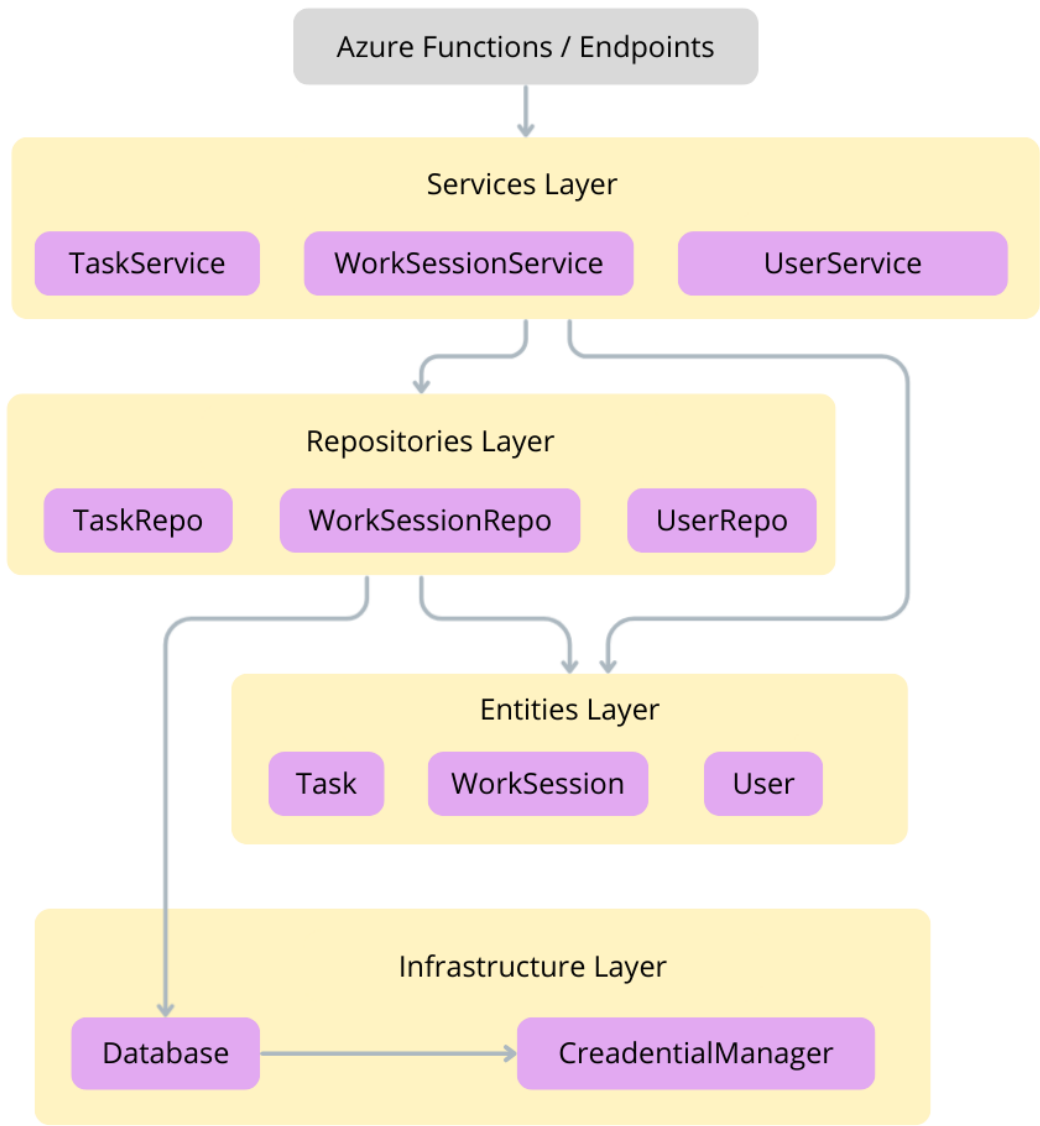 Azure Functions / Endpoints
Services Layer
TaskService
WorkSessionService
UserService
Repositories Layer
TaskRepo
WorkSessionRepo
UserRepo
Entities Layer
Task
WorkSession
User
Infrastructure Layer
Database
CreadentialManager